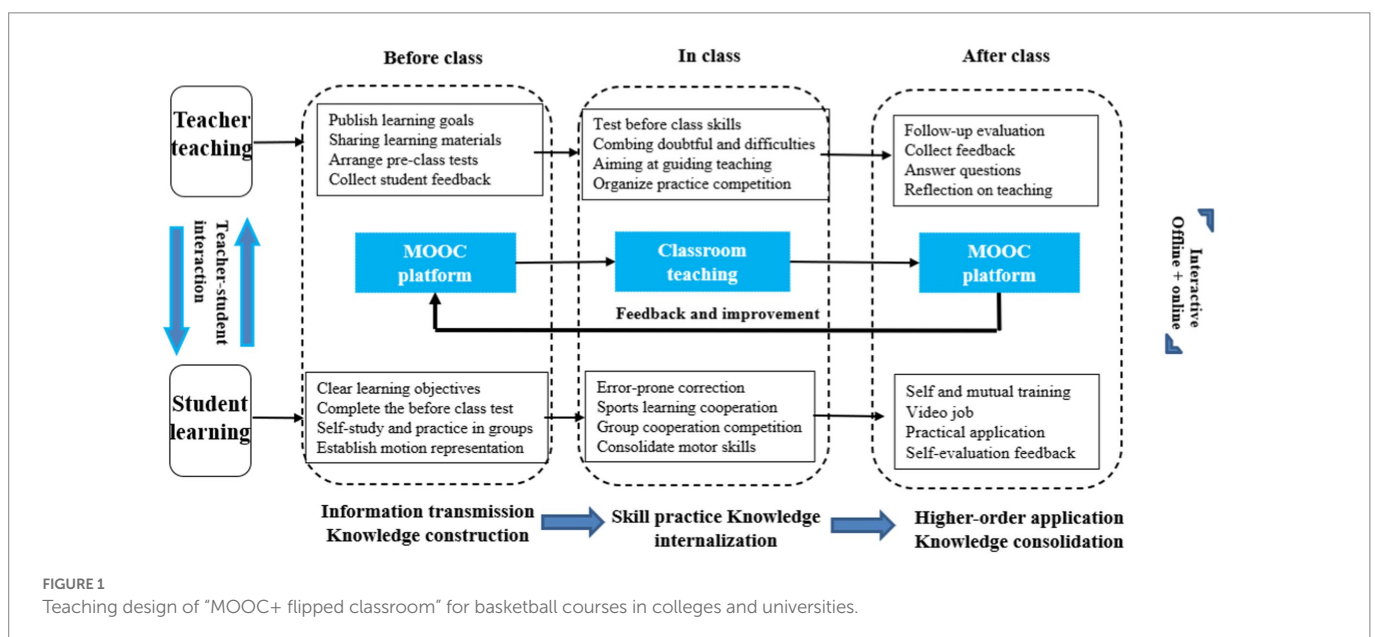 Before class
In class
After class
Teacher
teaching
Publish learning goals
Sharing learning materials
Arrange pre-class tests
Collect student feedback
Test before class skills
Combing doubtful and difficulties
Aiming at guiding teaching
Organize practice competition
Follow-up evaluation
Collect feedback
Answer questions
Reflection on teaching
Teacher-student
interaction
MOOC
platform
Classroom
teaching
MOOC
platform
Feedback and improvement
Interactive
Offline + online
Student
learning
Clear learning objectives
Complete the before class test
Self-study and practice in groups
Establish motion representation
Error-prone correction
Sports learning cooperation
Group cooperation competition
Consolidate motor skills
Self and mutual training
Video job
Practical application
Self-evaluation feedback
Information transmission
Knowledge construction
Skill practice Knowledge
internalization
Higher-order application
Knowledge consolidation
FIGURE 1
Teaching design of "MOOC+ flipped classroom" for basketball courses in colleges and universities.